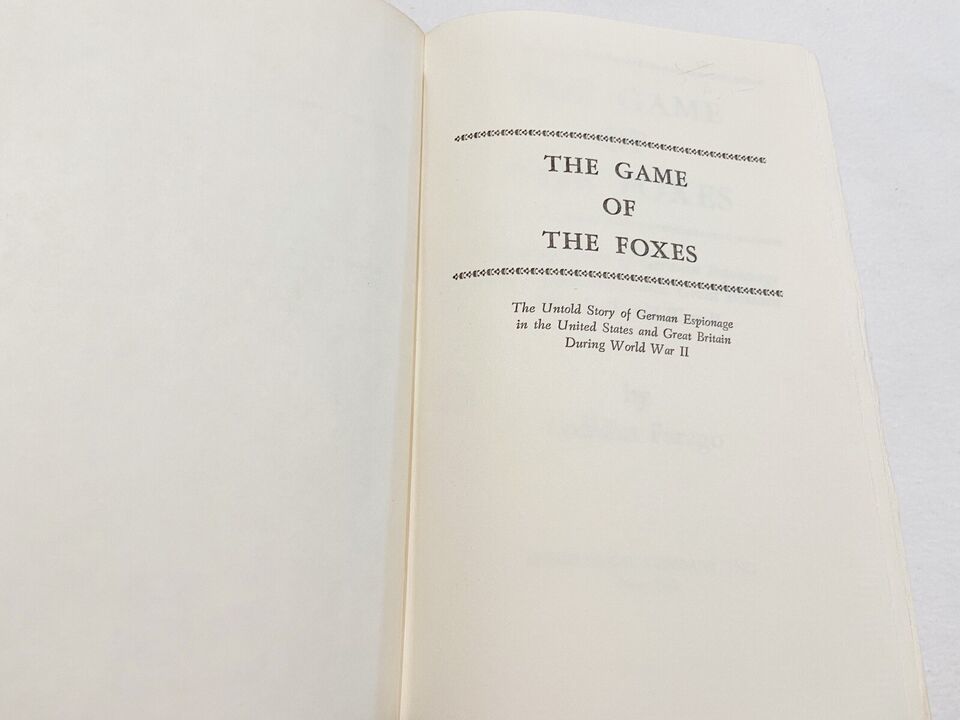 THE GAME
OF
THE FOXES
The Untold Story of German Espionage
in the United States and Great Britain
During World War II